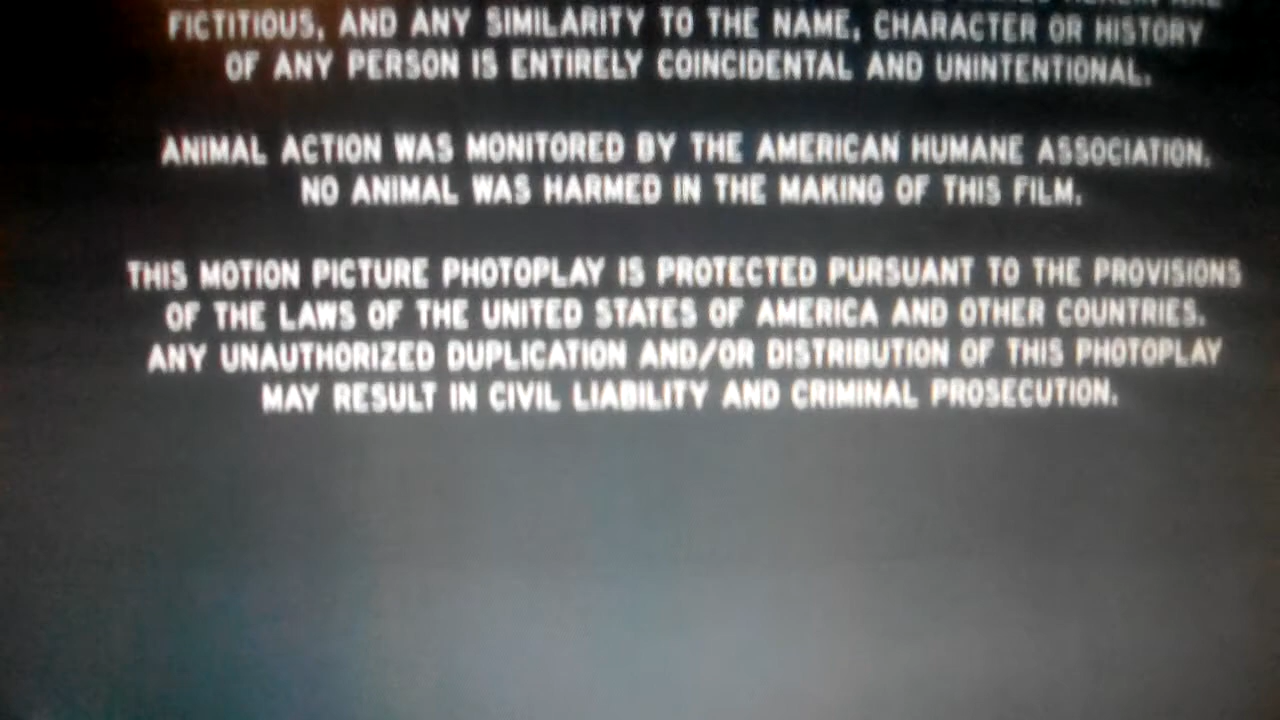 FICTITIOUS, AND ANY SIMILARITY TO THE NAME, CHARACTER OR HISTORY
OF ANY PERSON IS ENTIRELY COINCIDENTAL AND UNINTENTIONAL.
ANIMAL ACTION WAS MONITORED BY THE AMERICAN HUMANE ASSOCIATION.
NO ANIMAL WAS HARMED IN THE MAKING OF THIS FILM.
THIS MOTION PICTURE PHOTOPLAY IS PROTECTED PURSUANT TO THE PROVISIONS
OF THE LAWS OF THE UNITED STATES OF AMERICA AND OTHER COUNTRIES.
ANY UNAUTHORIZED DUPLICATION AND/OR DISTRIBUTION OF THIS PHOTOPLAY
MAY RESULT IN CIVIL LIABILITY AND CRIMINAL PROSECUTION.